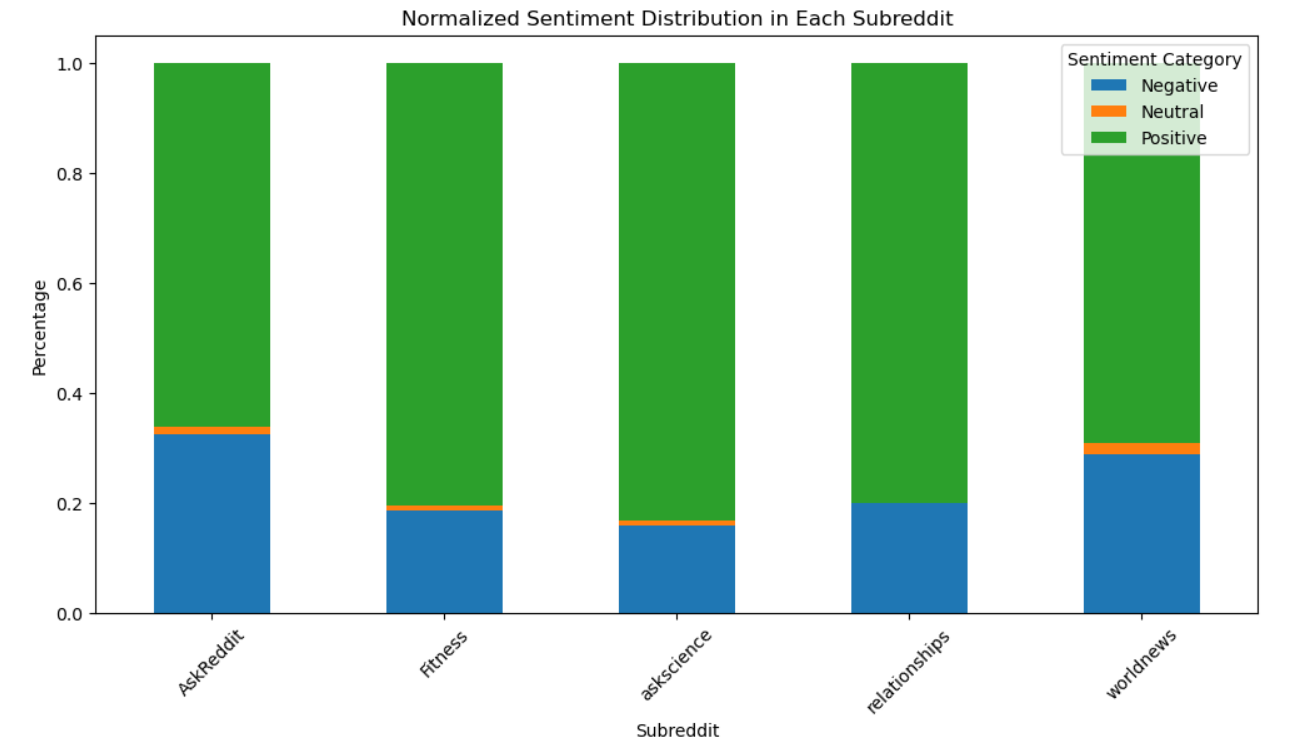 Normalized Sentiment Distribution in Each Subreddit
Sentiment Category
Negative
Neutral
Positive
Percentage
1.0
0.8
0.6
0.4
0.2
0.0
AskReddit
Fitness
askscience
relationships
worldnews
Subreddit